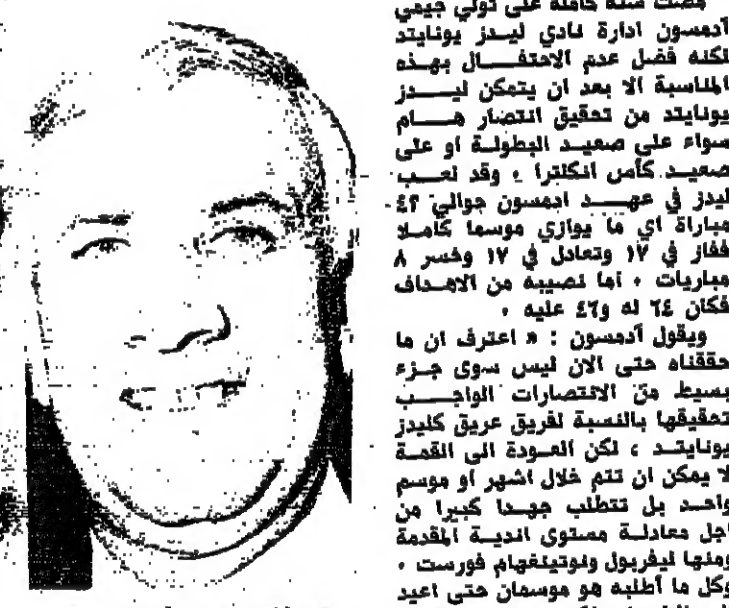 مضت سنة كاملة على تولي جيمي
آدمسون ادارة نادي ليدز يونايتد
لكنه فضل عدم الاحتفال بهذه
المناسبة الا بعد ان يتمكن ليدز
يونايتد من تحقيق انتصار هام
سواء على صعيد البطولة او على
صعيد كأس انكلترا ، وقد لعب
ليدز في عهد ادمسون حوالي ٤٢
مباراة اي ما يوازي موسما كاملا
ففاز في ١٧ وتعادل في ١٧ وخسر ٨
مباريات ، اما نصيبه من الاهداف
فكان ٦٤ له و٤٦ عليه ،
ويقول آدمسون : « اعترف ان ما
حققناه حتى الان ليس سوى جزء
بسيط من الانتصارات الواجب
تحقيقها بالنسبة لفريق عريق كليدز
يونايتد ، لكن العودة الى القمة
لا يمكن ان تتم خلال اشهر او موسم
واحد بل تتطلب جهدا كبيرا من
اجل معادلة مستوى اندية المقدمة
ومنها ليفربول ونوتينغهام فورست ،
وكل ما أطلبه هو موسمان حتى اعيد